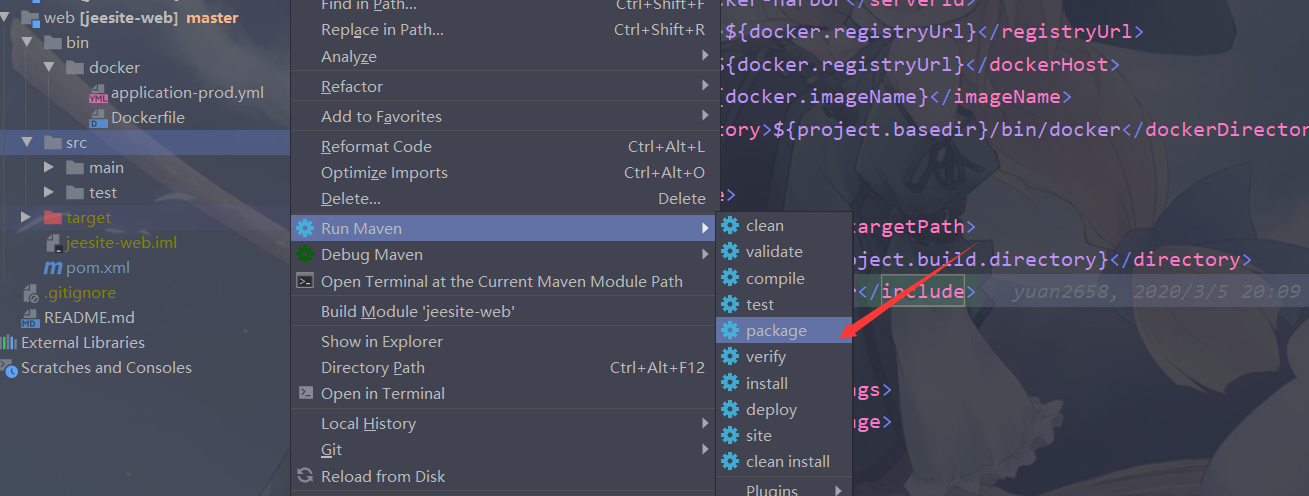 web [jeesite-web] master
bin
docker
application-prod.yml
Dockerfile
src
main
test
target
jeesite-web.iml
pom.xml
.gitignore
README.md
External Libraries
Scratches and Consoles
Find in Path... Ctrl+Shift+F
Replace in Path... Ctrl+Shift+R
Analyze
Refactor
Add to Favorites
Reformat Code Ctrl+Alt+L
Optimize Imports Ctrl+Alt+O
Delete... Delete
Run Maven
Debug Maven
Open Terminal at the Current Maven Module Path
Build Module 'jeesite-web'
Show in Explorer
Directory Path Ctrl+Alt+F12
Open in Terminal
Local History
Git
Reload from Disk
clean
validate
compile
test
package
verify
install
deploy
site
clean install
Plugins
cker-harbor</serverId>
${docker.registryUrl}</registryUrl>
${docker.registryUrl}</dockerHost>
{docker.imageName}</imageName>
tory>${project.basedir}/bin/docker</dockerDirector
e>
targetPath>
oject.build.directory}</directory>
</include> yuan2658, 2020/3/5 20:09
ngs>
age>